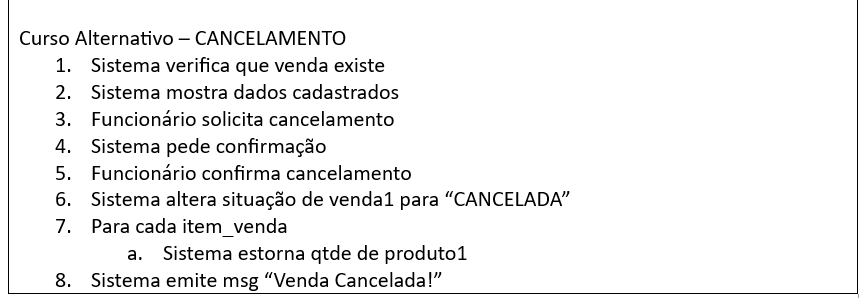 Curso Alternativo – CANCELAMENTO
1. Sistema verifica que venda existe
2. Sistema mostra dados cadastrados
3. Funcionário solicita cancelamento
4. Sistema pede confirmação
5. Funcionário confirma cancelamento
6. Sistema altera situação de venda1 para “CANCELADA”
7. Para cada item_venda
a. Sistema estorna qtde de produto1
8. Sistema emite msg “Venda Cancelada!”